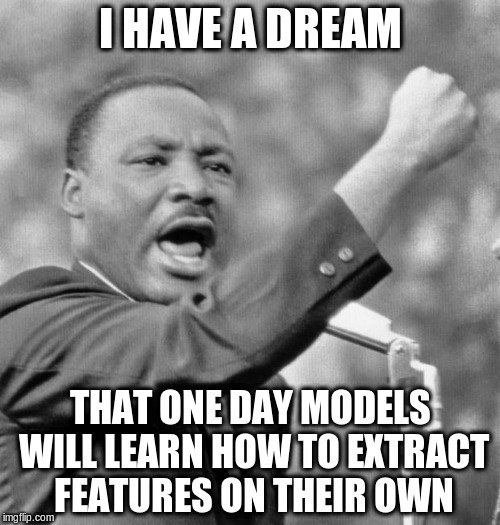 I HAVE A DREAM
THAT ONE DAY MODELS
WILL LEARN HOW TO EXTRACT
FEATURES ON THEIR OWN
imgflip.com